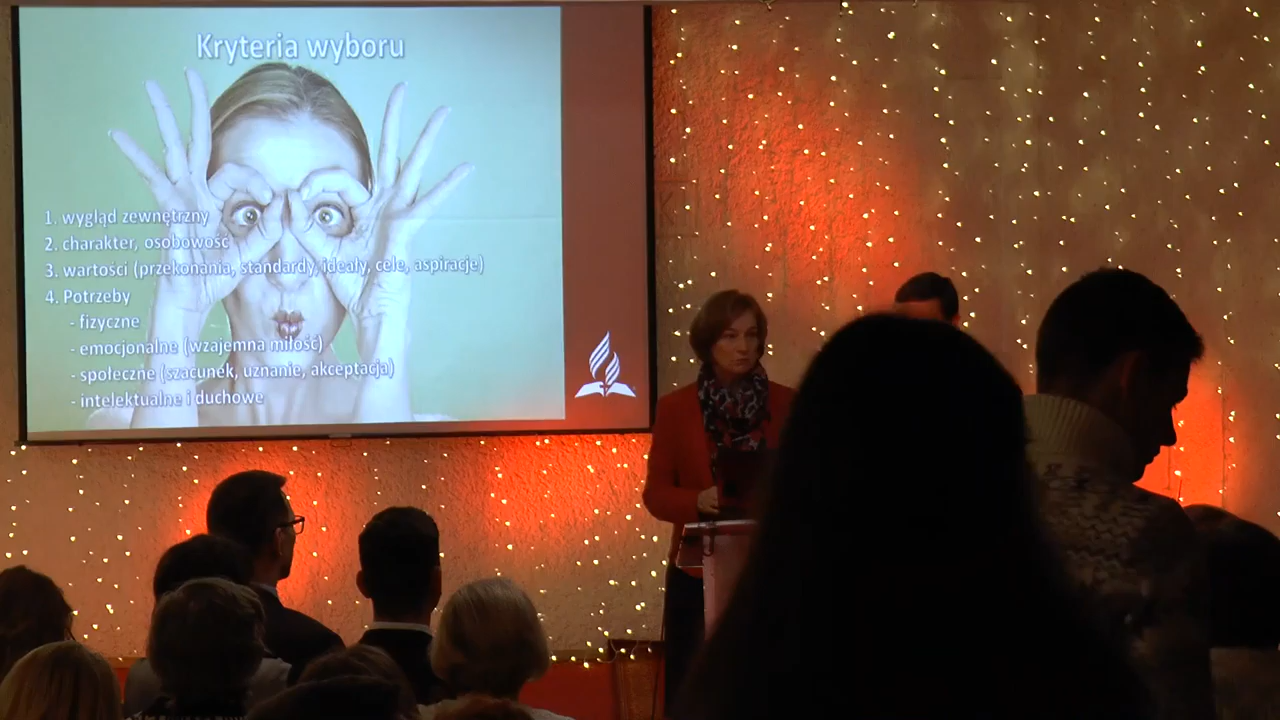 Kryteria wyboru
1. wygląd zewnętrzny
2. charakter, osobowość
3. wartości (przekonania, standardy, ideały, cele, aspiracje)
4. Potrzeby
- fizyczne
- emocjonalne (wzajemna miłość)
- społeczne (szacunek, uznanie, akceptacja)
- intelektualne i duchowe